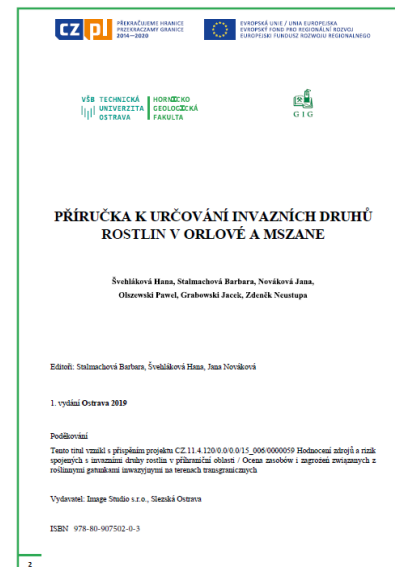 CZ PL PŘEKRAČUJEME HRANICE
PRZEKRACZAMY GRANICE
2014—2020
EVROPSKÁ UNIE / UNIA EUROPEJSKA
EVROPSKÝ FOND PRO REGIONÁLNÍ ROZVOJ
EUROPEJSKI FUNDUSZ ROZWOJU REGIONALNEGO
VŠB TECHNICKÁ
UNIVERZITA
OSTRAVA
HORNICKO
GEOLOGICKÁ
FAKULTA
GIG
PŘÍRUČKA K URČOVÁNÍ INVAZNÍCH DRUHŮ
ROSTLIN V ORLOVÉ A MSZANE
Švehláková Hana, Stalmachová Barbara, Nováková Jana,
Olszewski Pawel, Grabowski Jacek, Zdeněk Neustupa
Editoři: Stalmachová Barbara, Švehláková Hana, Jana Nováková
1. vydání Ostrava 2019
Poděkování
Tento titul vznikl s přispěním projektu CZ.11.4.120/0.0/0.0/15_006/0000059 Hodnocení zdrojů a rizik
spojených s invazními druhy rostlin v příhraniční oblasti / Ocena zasobów i zagrożeń związanych z
roślinnymi gatunkami inwazyjnymi na terenach transgranicznych
Vydavatel: Image Studio s.r.o., Slezská Ostrava
ISBN 978-80-907502-0-3
2